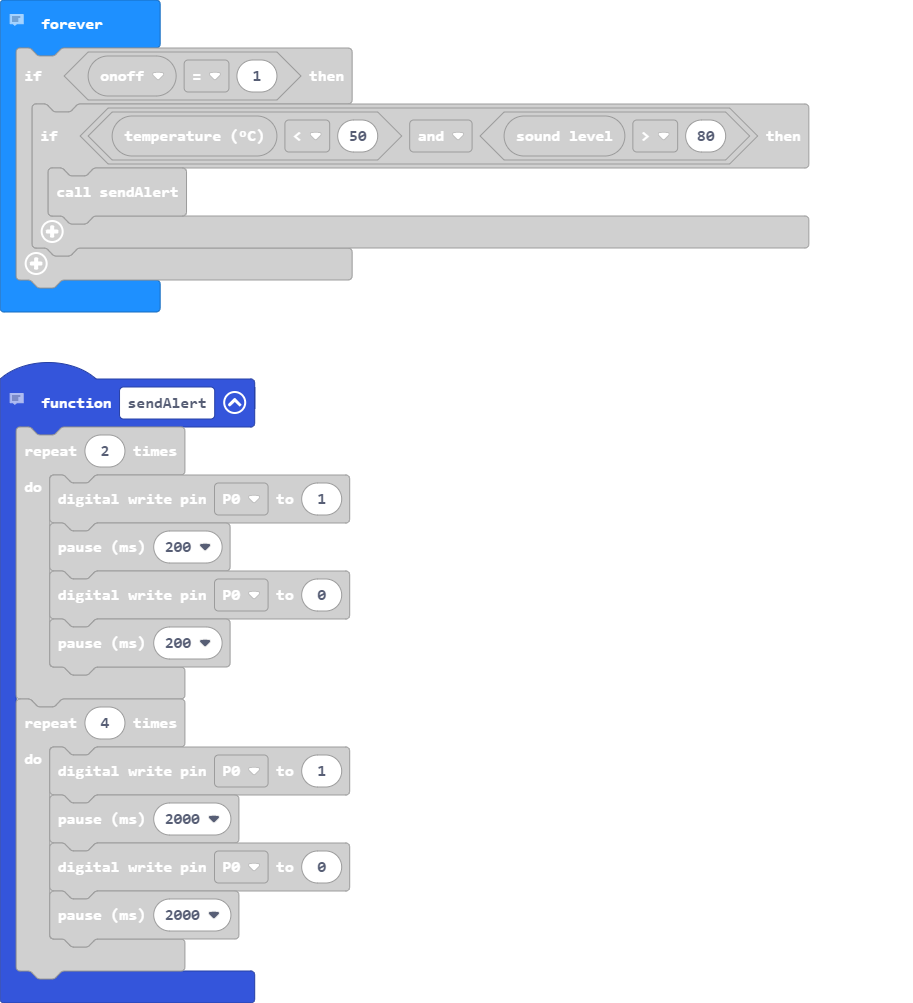 forever
if onoff = 1 then
if temperature (ºC) < 50 and sound level > 80 then
call sendAlert
function sendAlert
repeat 2 times
do
digital write pin P0 to 1
pause (ms) 200
digital write pin P0 to 0
pause (ms) 200
repeat 4 times
do
digital write pin P0 to 1
pause (ms) 2000
digital write pin P0 to 0
pause (ms) 2000